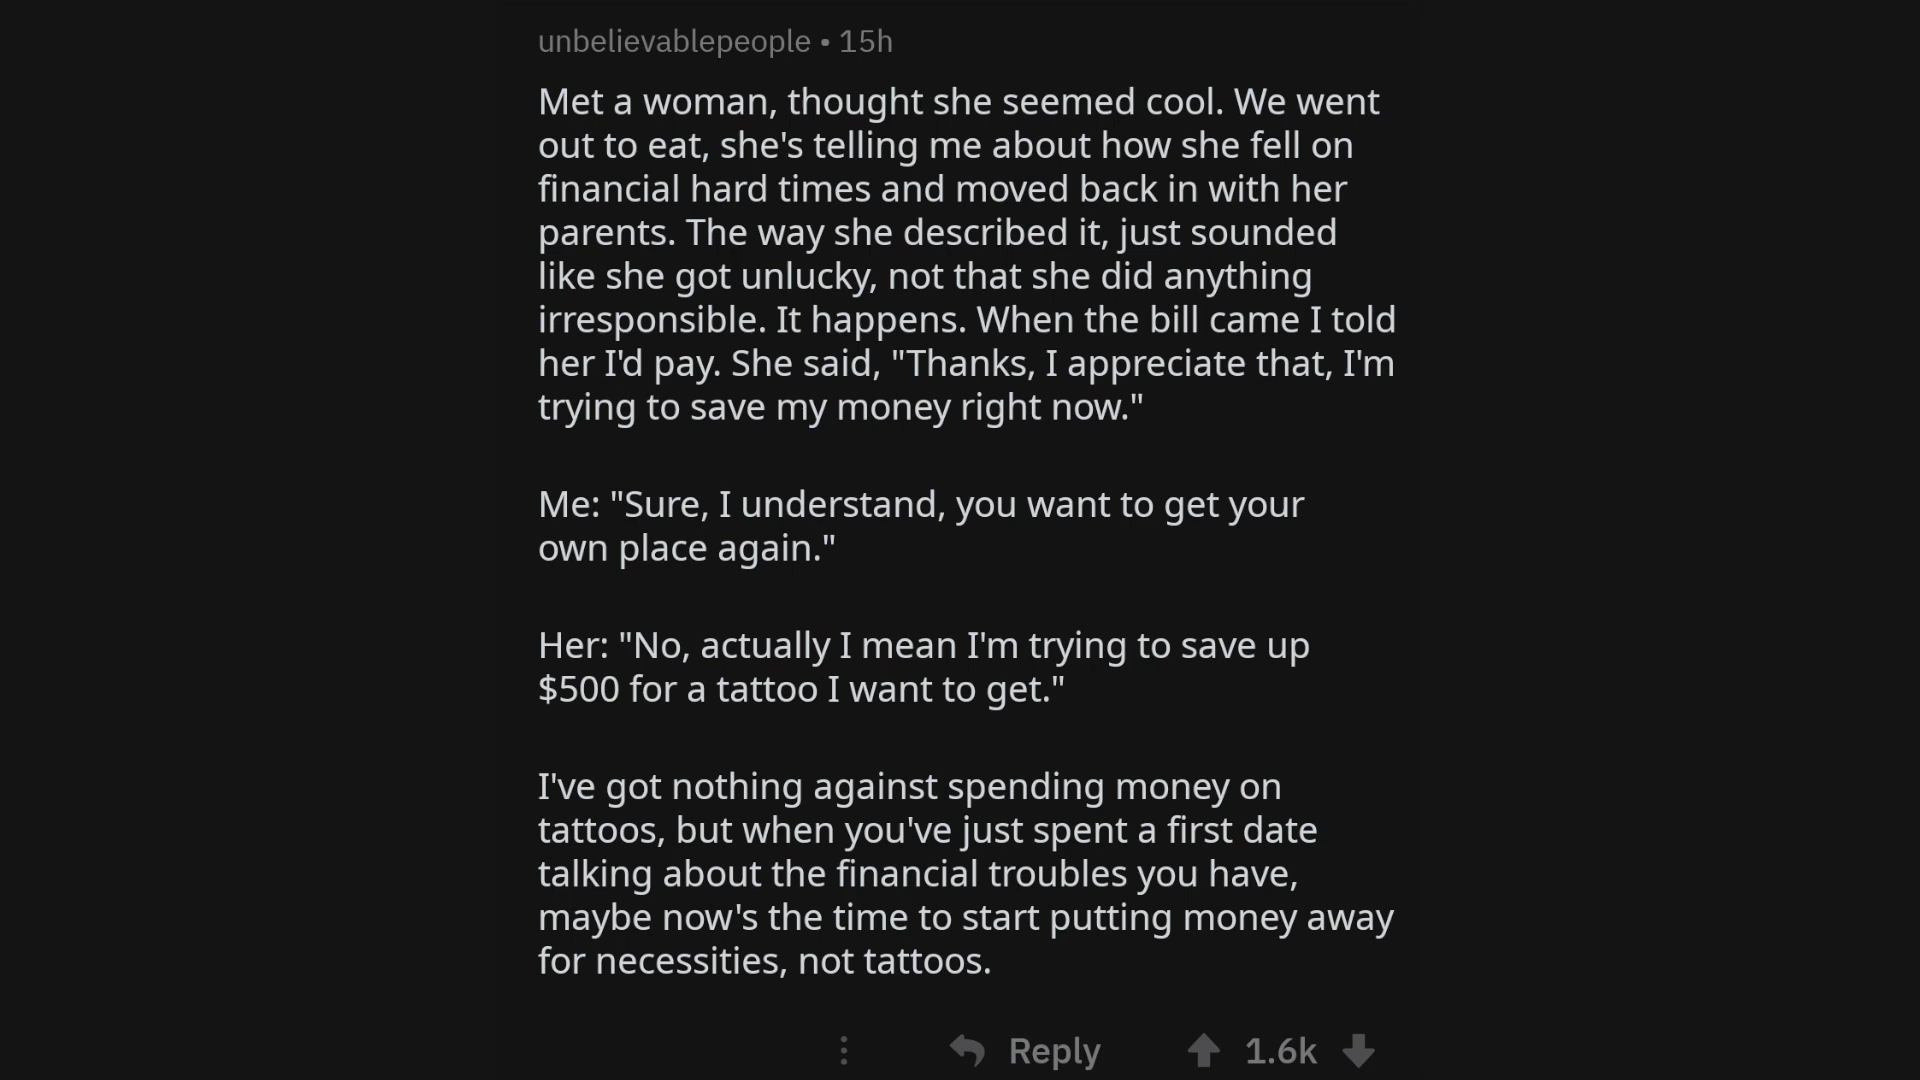 unbelievablepeople • 15h
Met a woman, thought she seemed cool. We went
out to eat, she's telling me about how she fell on
financial hard times and moved back in with her
parents. The way she described it, just sounded
like she got unlucky, not that she did anything
irresponsible. It happens. When the bill came I told
her I'd pay. She said, "Thanks, I appreciate that, I'm
trying to save my money right now."
Me: "Sure, I understand, you want to get your
own place again."
Her: "No, actually I mean I'm trying to save up
$500 for a tattoo I want to get."
I've got nothing against spending money on
tattoos, but when you've just spent a first date
talking about the financial troubles you have,
maybe now's the time to start putting money away
for necessities, not tattoos.
Reply 1.6k